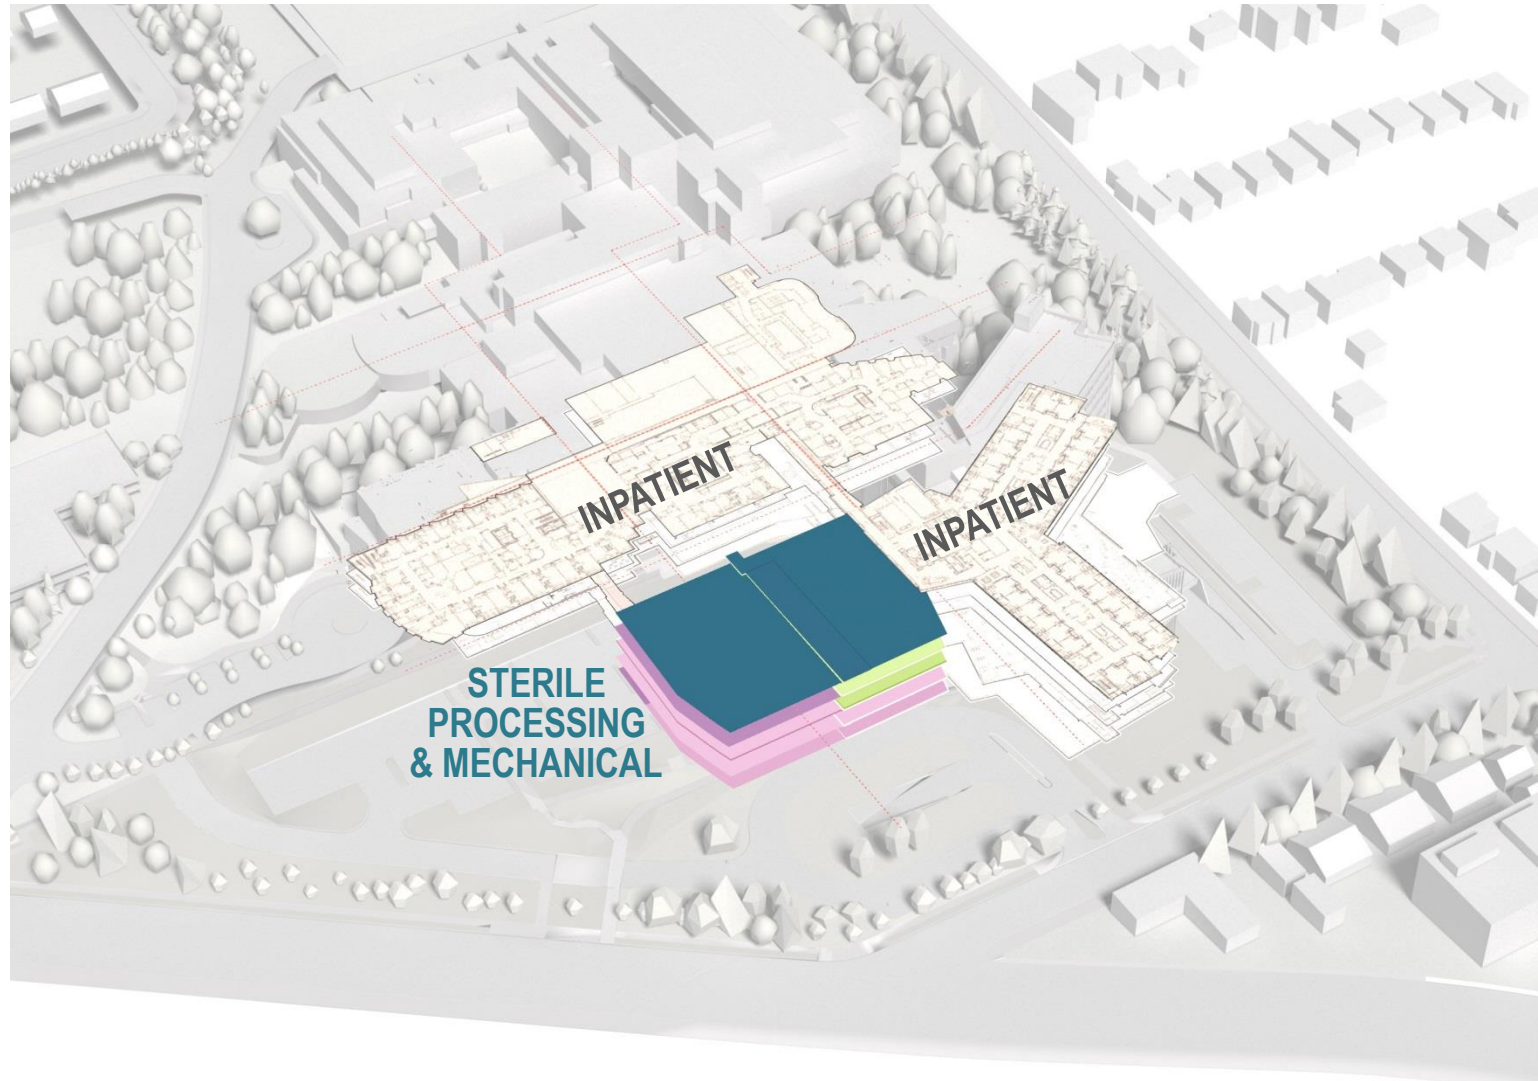 INPATIENT
INPATIENT
STERILE
PROCESSING
& MECHANICAL